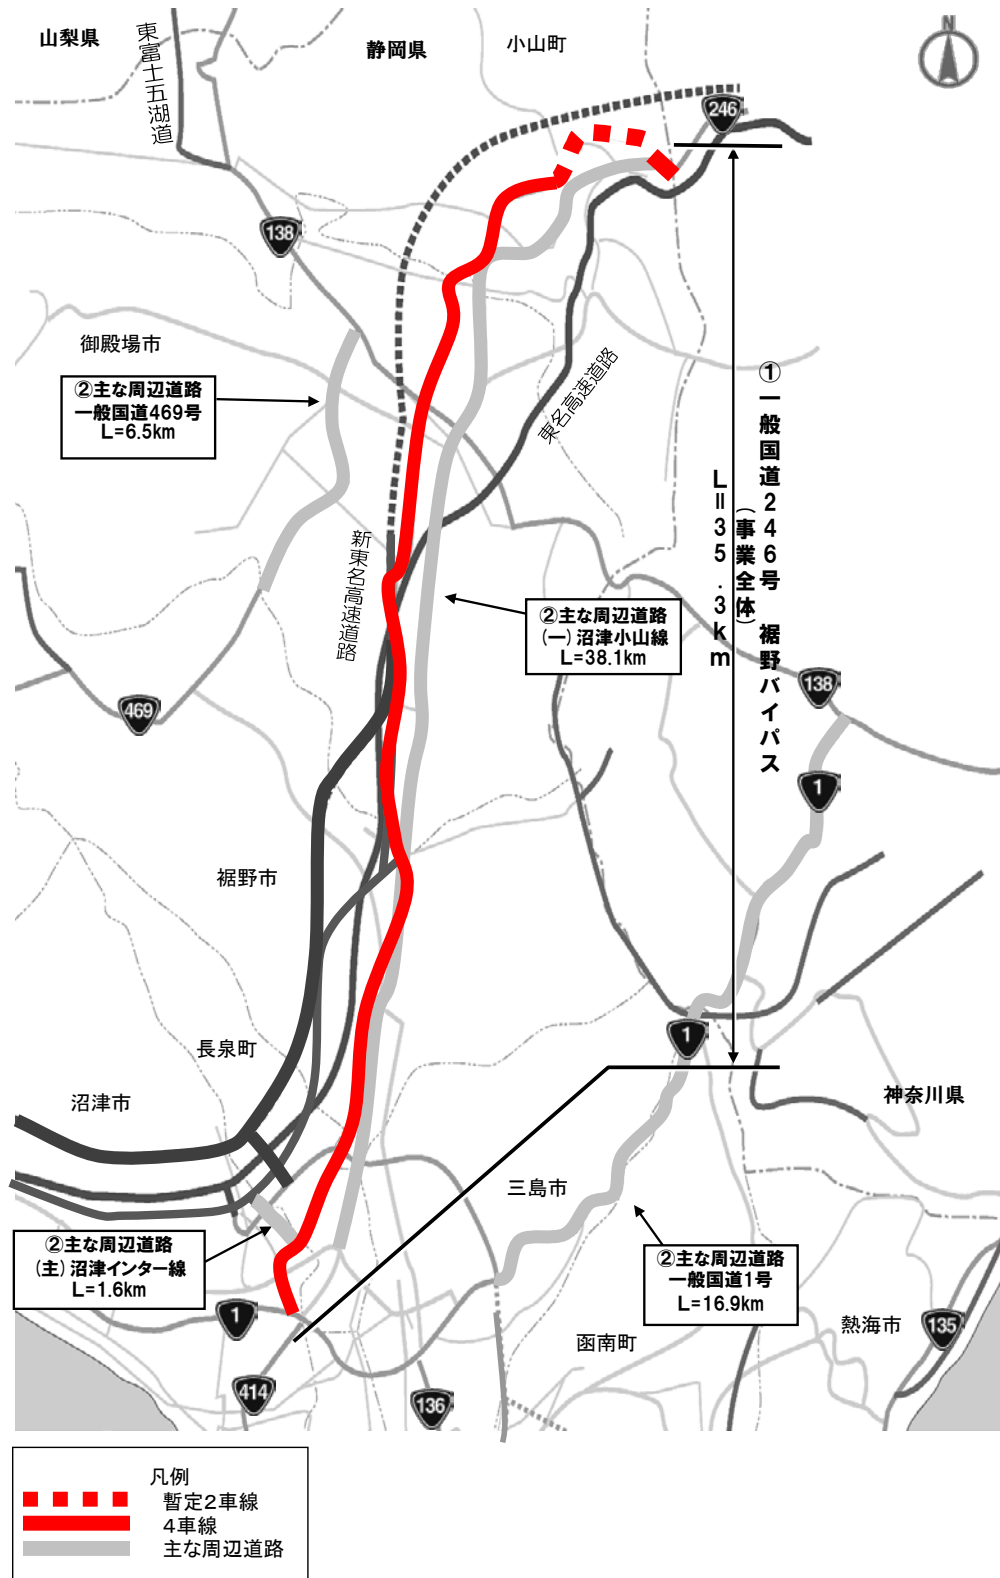 山梨県
東富士五湖道
静岡県
小山町
N
246
138
御殿場市
②主な周辺道路
一般国道469号
L=6.5km
東名高速道路
新東名高速道路
①一般国道246号 裾野バイパス
（事業全体）
L=35.3km
②主な周辺道路
(一)沼津小山線
L=38.1km
469
138
1
裾野市
長泉町
1
沼津市
神奈川県
三島市
②主な周辺道路
(主)沼津インター線
L=1.6km
②主な周辺道路
一般国道1号
L=16.9km
1
函南町
熱海市
135
414
136
凡例
暫定2車線
4車線
主な周辺道路